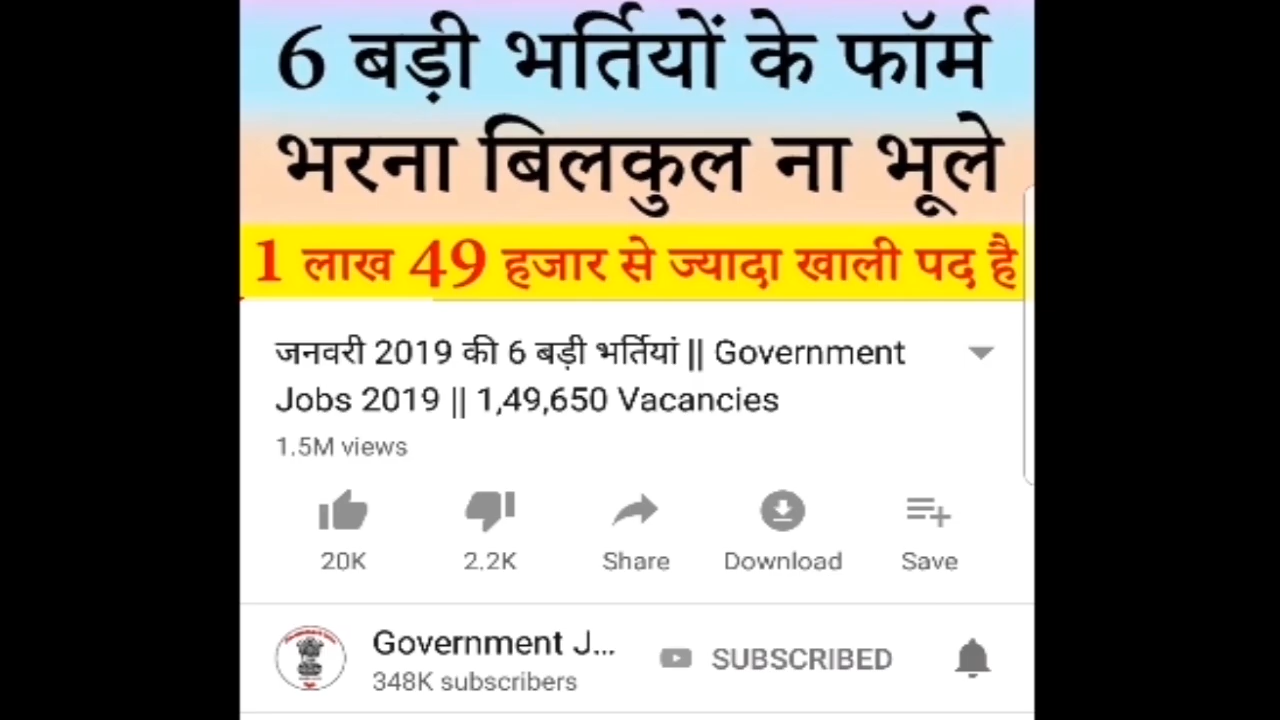 6 बड़ी भर्तियों के फॉर्म
भरना बिलकुल ना भूले
1 लाख 49 हजार से ज्यादा खाली पद है
जनवरी 2019 की 6 बड़ी भर्तियां || Government
Jobs 2019 || 1,49,650 Vacancies
1.5M views
20K
2.2K
Share
Download
Save
Government J...
SUBSCRIBED
348K subscribers